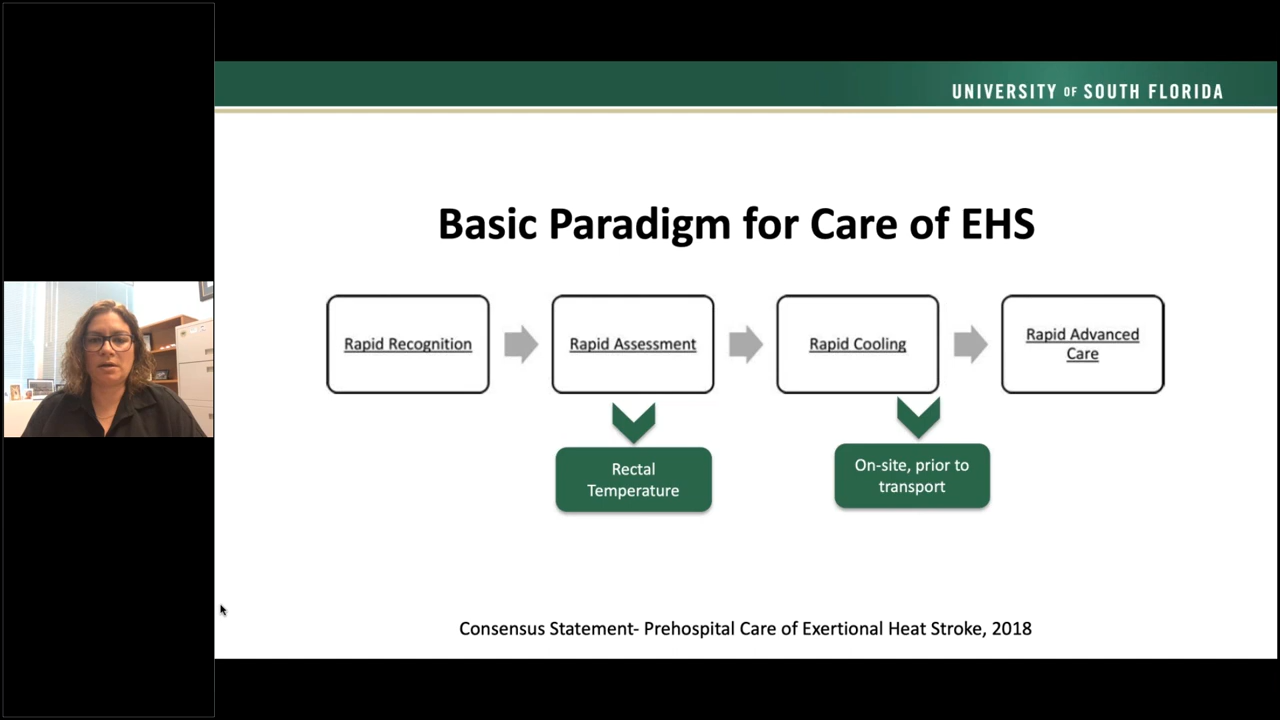 UNIVERSITY OF SOUTH FLORIDA
Basic Paradigm for Care of EHS
Rapid Recognition
Rapid Assessment
Rapid Cooling
Rapid Advanced
Care
Rectal
Temperature
On-site, prior to
transport
Consensus Statement- Prehospital Care of Exertional Heat Stroke, 2018